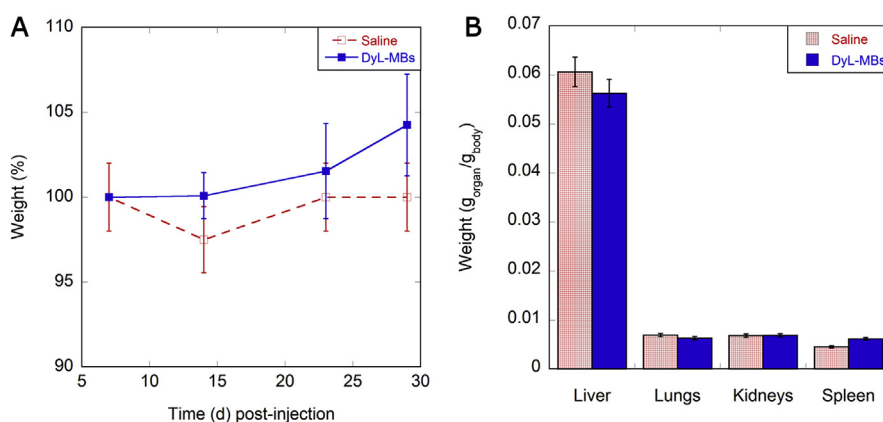 A
110
105
100
95
90
Weight (%)
Saline
DyL-MBs
5
10
14
20
23
25
30
Time (d) post-injection
B
0.07
0.06
0.05
0.04
0.03
0.02
0.01
0
Weight (gorgan/gbody)
Saline
DyL-MBs
Liver
Lungs
Kidneys
Spleen